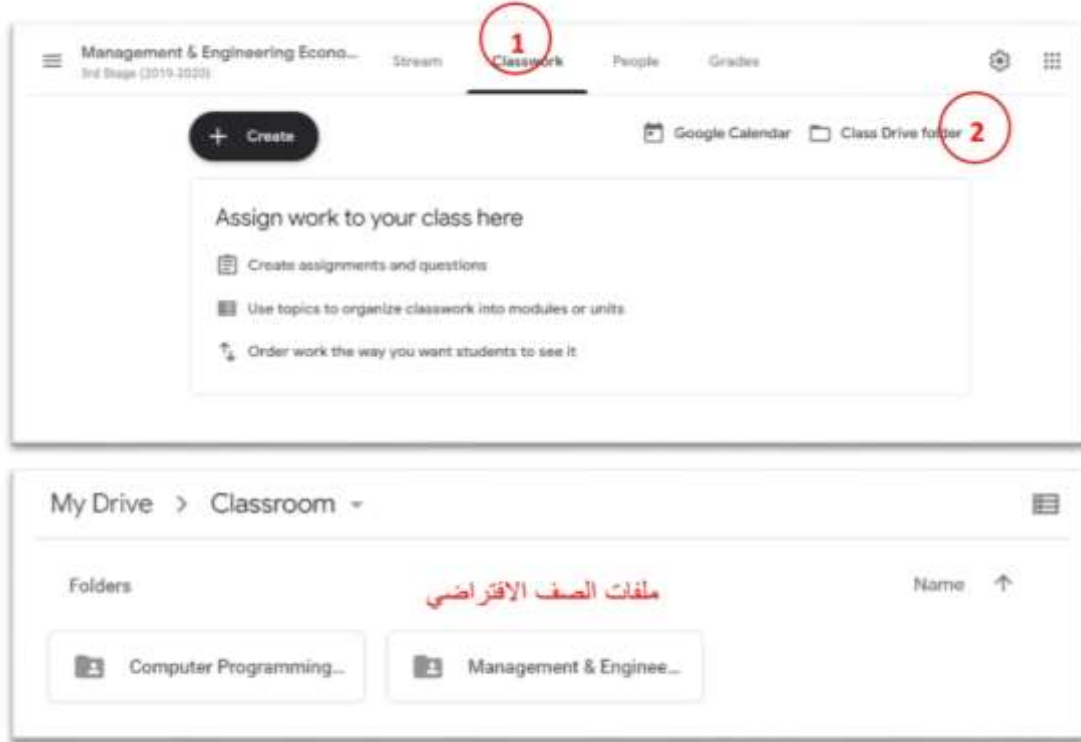 1
Management & Engineering Econo...
3rd Stage (2019-2020)
Stream Classwork People Grades
+ Create
Google Calendar Class Drive folder 2
Assign work to your class here
Create assignments and questions
Use topics to organize classwork into modules or units
Order work the way you want students to see it
My Drive > Classroom
Folders
ملفات الصف الافتراضي
Name
Computer Programming...
Management & Enginee...